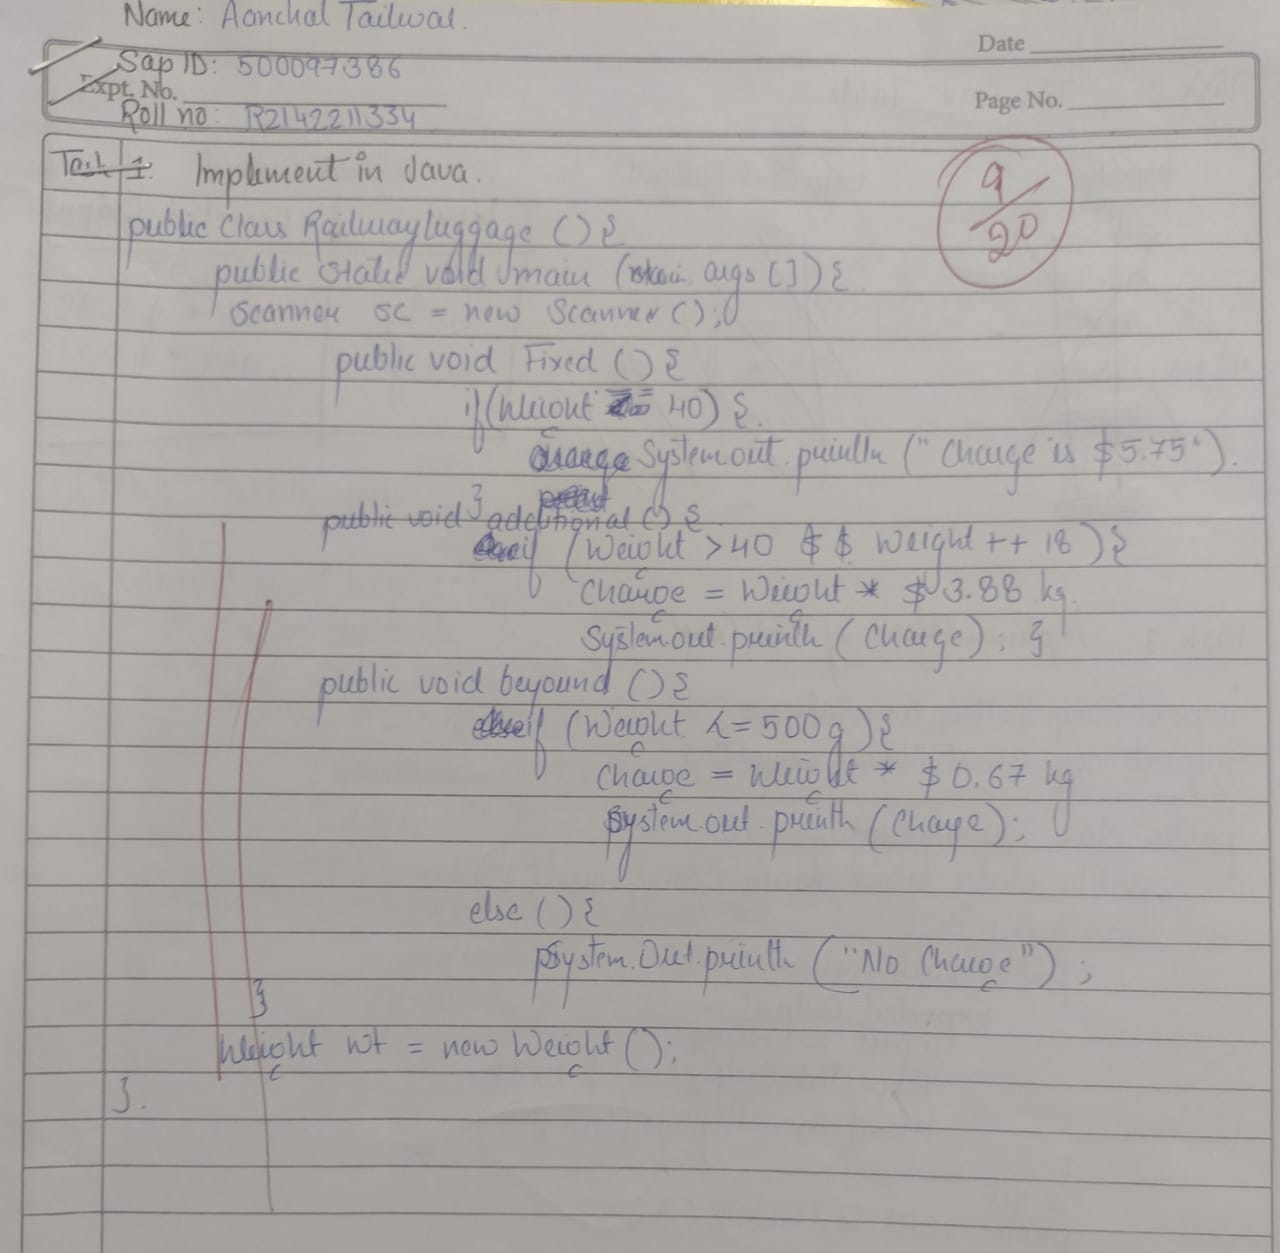 Name: Aanchal Tailwal.
Date
Sap ID: 500097386
Expt. No.
Page No.
Roll no: R2142211334
Task 1. Implement in Java.
9/20
public Class Railwayluggage () {
public static void main ( args []) {
Scanner sc = new Scanner ();
public void Fixed () {
if (Weight 40) {
System.out.println (" Charge is $5.75").
}
public void additional () {
if (Weight >40 $ $ Weight ++ 18 ) {
Charge = Weight * $ 3.88 kg.
System.out.println ( Charge ) ; }
public void beyound () {
if (Weight <= 500g) {
Charge = Weight * $ 0.67 kg
System.out.println (Charge) ;
else () {
System.Out.println ("No Charge") ;
}
Weight wt = new Weight ();
}.